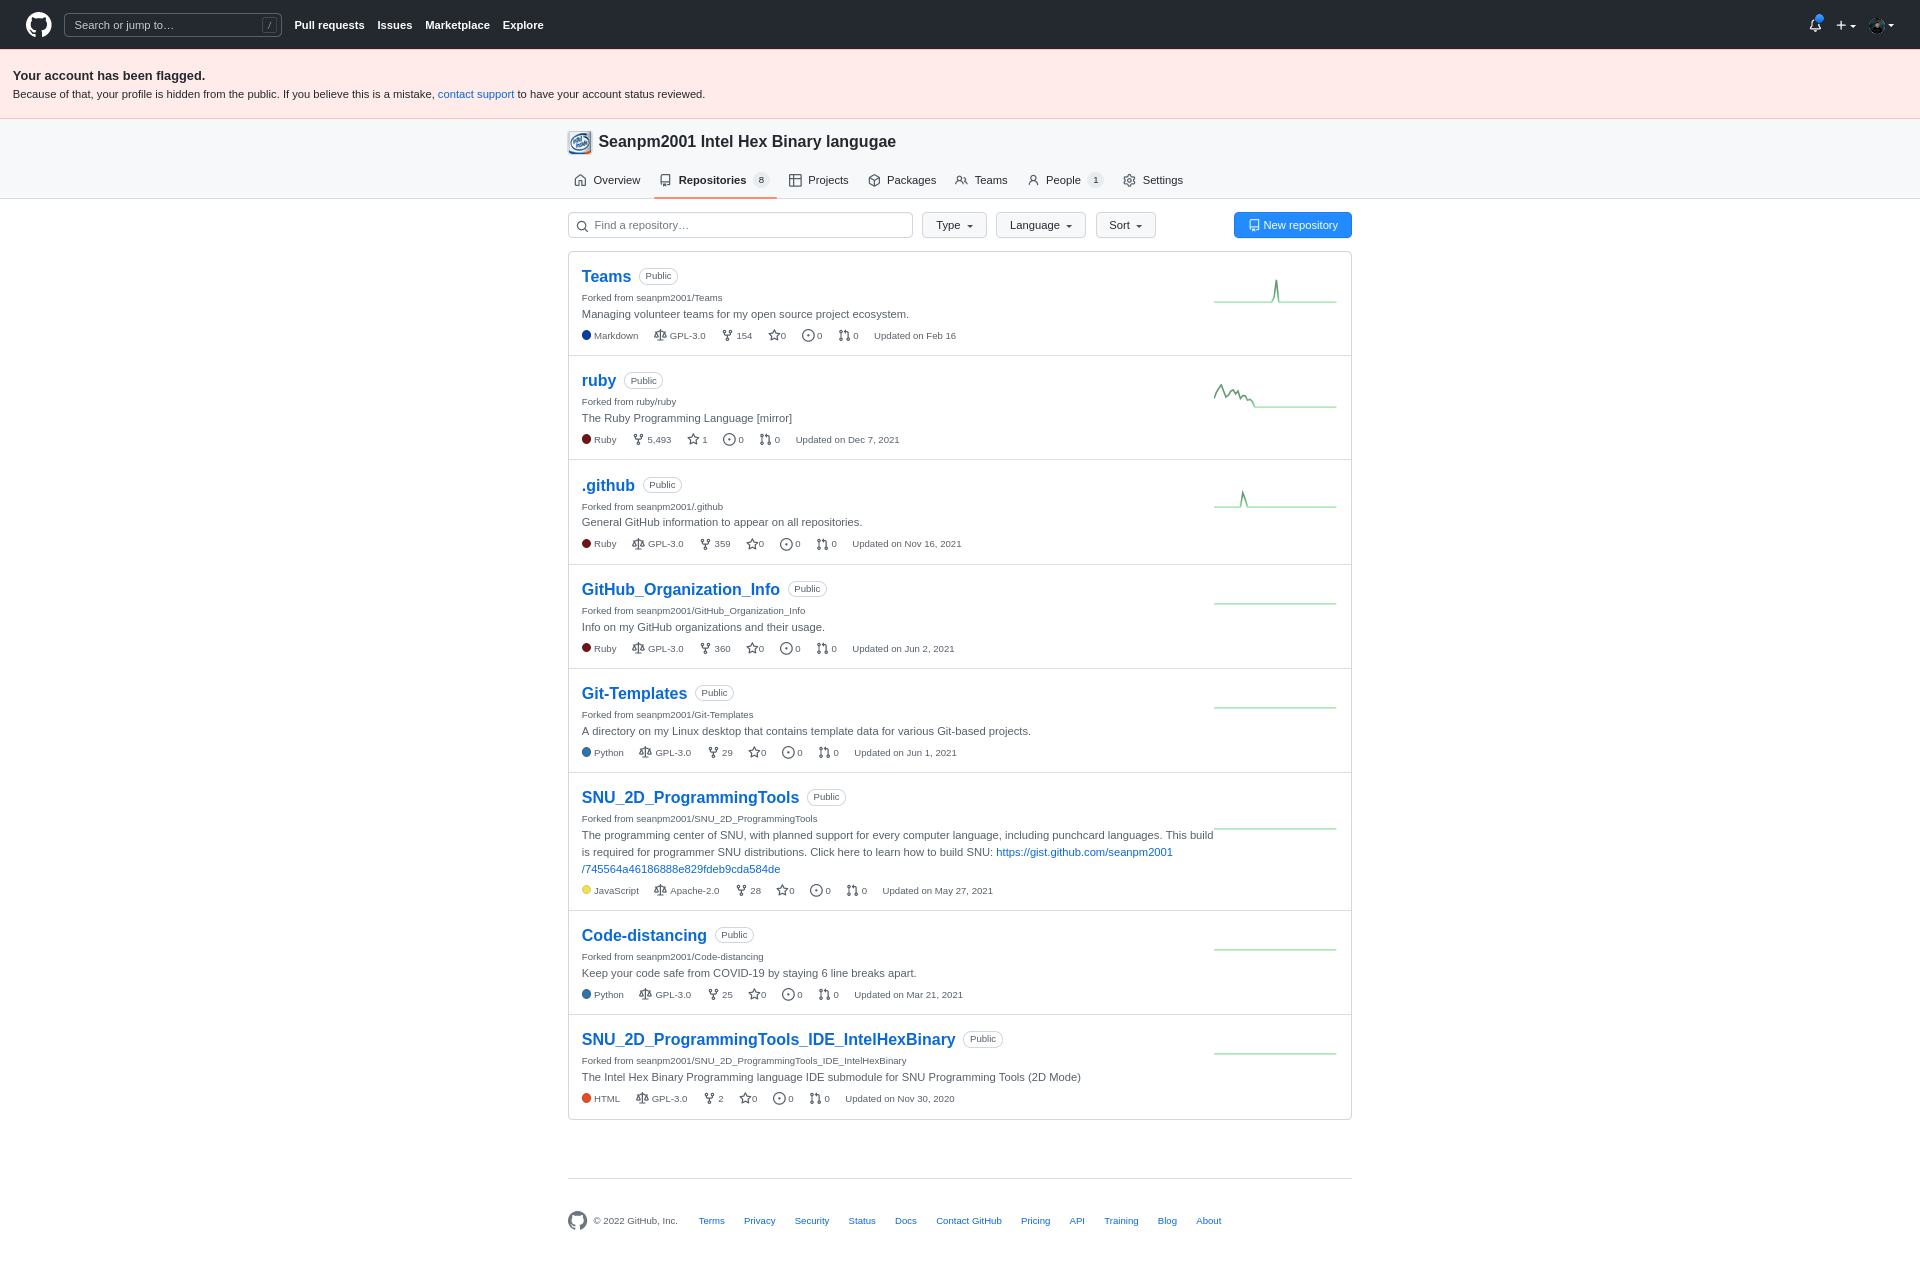 Search or jump to… /
Pull requests Issues Marketplace Explore
Your account has been flagged.
Because of that, your profile is hidden from the public. If you believe this is a mistake, contact support to have your account status reviewed.
Seanpm2001 Intel Hex Binary langugae
Overview Repositories 8 Projects Packages Teams People 1 Settings
Find a repository… Type Language Sort New repository
Teams Public
Forked from seanpm2001/Teams
Managing volunteer teams for my open source project ecosystem.
Markdown GPL-3.0 154 0 0 0 Updated on Feb 16
ruby Public
Forked from ruby/ruby
The Ruby Programming Language [mirror]
Ruby 5,493 1 0 0 Updated on Dec 7, 2021
.github Public
Forked from seanpm2001/.github
General GitHub information to appear on all repositories.
Ruby GPL-3.0 359 0 0 0 Updated on Nov 16, 2021
GitHub_Organization_Info Public
Forked from seanpm2001/GitHub_Organization_Info
Info on my GitHub organizations and their usage.
Ruby GPL-3.0 360 0 0 0 Updated on Jun 2, 2021
Git-Templates Public
Forked from seanpm2001/Git-Templates
A directory on my Linux desktop that contains template data for various Git-based projects.
Python GPL-3.0 29 0 0 0 Updated on Jun 1, 2021
SNU_2D_ProgrammingTools Public
Forked from seanpm2001/SNU_2D_ProgrammingTools
The programming center of SNU, with planned support for every computer language, including punchcard languages. This build
is required for programmer SNU distributions. Click here to learn how to build SNU: https://gist.github.com/seanpm2001
/745564a46186888e829fdeb9cda584de
JavaScript Apache-2.0 28 0 0 0 Updated on May 27, 2021
Code-distancing Public
Forked from seanpm2001/Code-distancing
Keep your code safe from COVID-19 by staying 6 line breaks apart.
Python GPL-3.0 25 0 0 0 Updated on Mar 21, 2021
SNU_2D_ProgrammingTools_IDE_IntelHexBinary Public
Forked from seanpm2001/SNU_2D_ProgrammingTools_IDE_IntelHexBinary
The Intel Hex Binary Programming language IDE submodule for SNU Programming Tools (2D Mode)
HTML GPL-3.0 2 0 0 0 Updated on Nov 30, 2020
© 2022 GitHub, Inc. Terms Privacy Security Status Docs Contact GitHub Pricing API Training Blog About